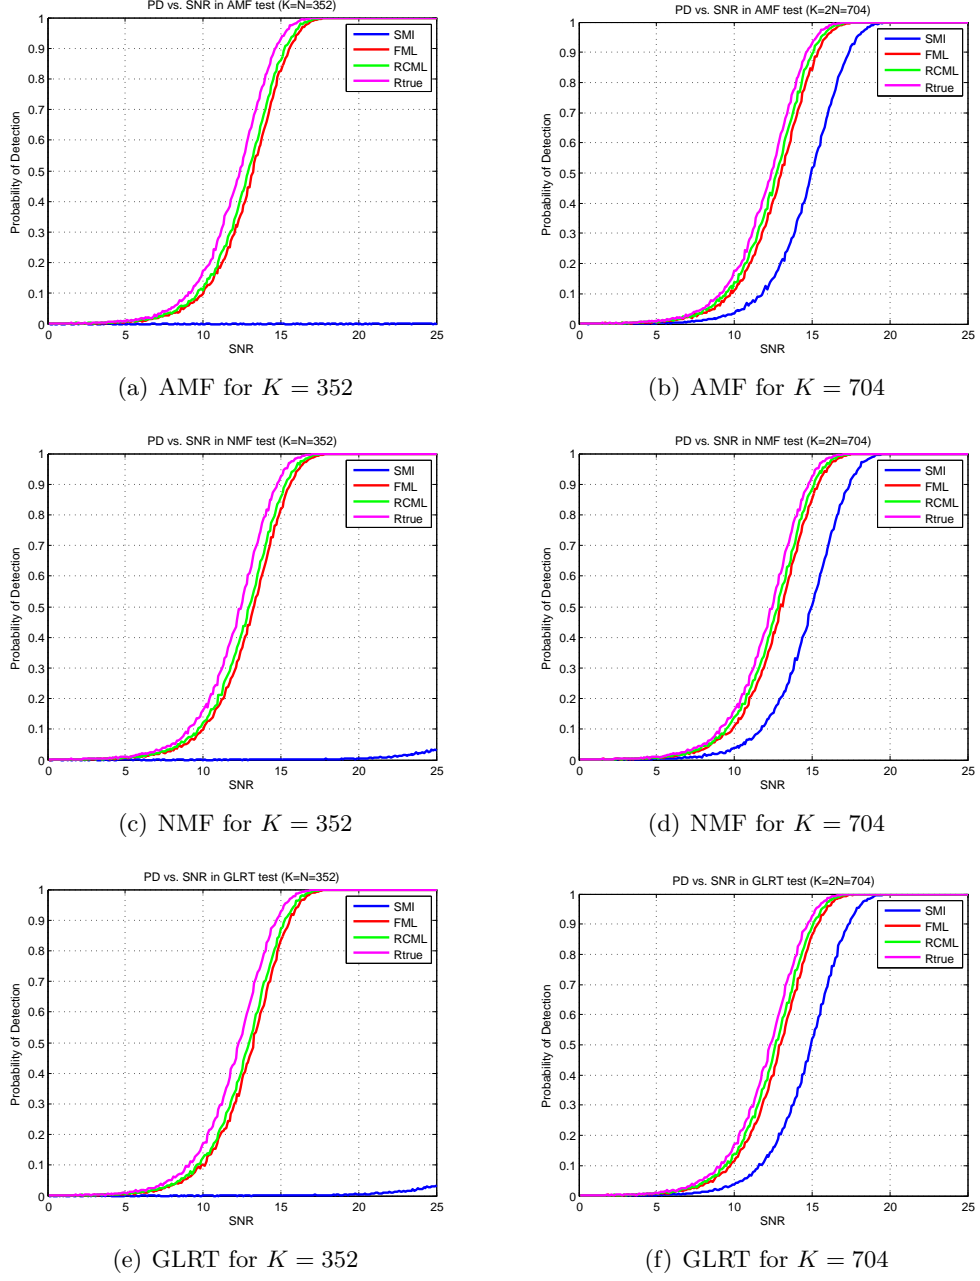 PD vs. SNR in AMF test (K=N=352)
Probability of Detection
1
0.9
0.8
0.7
0.6
0.5
0.4
0.3
0.2
0.1
0
0 5 10 15 20 25
SNR
SMI
FML
RCML
Rtrue
(a) AMF for K = 352
PD vs. SNR in AMF test (K=2N=704)
Probability of Detection
1
0.9
0.8
0.7
0.6
0.5
0.4
0.3
0.2
0.1
0
0 5 10 15 20 25
SNR
SMI
FML
RCML
Rtrue
(b) AMF for K = 704
PD vs. SNR in NMF test (K=N=352)
Probability of Detection
1
0.9
0.8
0.7
0.6
0.5
0.4
0.3
0.2
0.1
0
0 5 10 15 20 25
SNR
SMI
FML
RCML
Rtrue
(c) NMF for K = 352
PD vs. SNR in NMF test (K=2N=704)
Probability of Detection
1
0.9
0.8
0.7
0.6
0.5
0.4
0.3
0.2
0.1
0
0 5 10 15 20 25
SNR
SMI
FML
RCML
Rtrue
(d) NMF for K = 704
PD vs. SNR in GLRT test (K=N=352)
Probability of Detection
1
0.9
0.8
0.7
0.6
0.5
0.4
0.3
0.2
0.1
0
0 5 10 15 20 25
SNR
SMI
FML
RCML
Rtrue
(e) GLRT for K = 352
PD vs. SNR in GLRT test (K=2N=704)
Probability of Detection
1
0.9
0.8
0.7
0.6
0.5
0.4
0.3
0.2
0.1
0
0 5 10 15 20 25
SNR
SMI
FML
RCML
Rtrue
(f) GLRT for K = 704